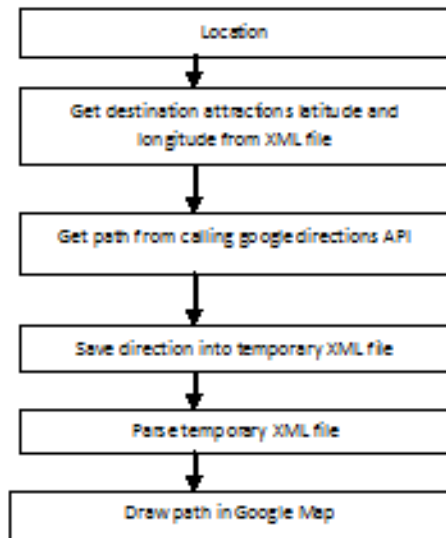 Location
Get destination attractions latitude and
longitude from XML file
Get path from calling google directions API
Save direction into temporary XML file
Parse temporary XML file
Draw path in Google Map